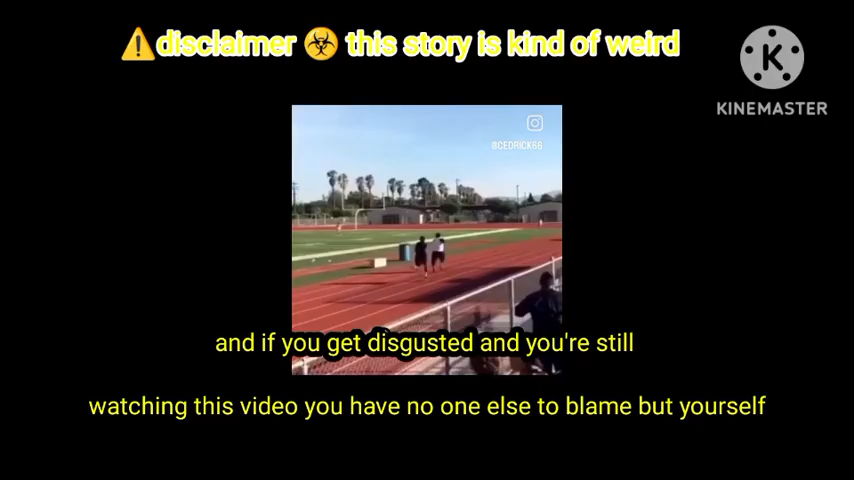 ⚠️disclaimer ☣️ this story is kind of weird
KINEMASTER
@CEDRICK66
and if you get disgusted and you're still
watching this video you have no one else to blame but yourself